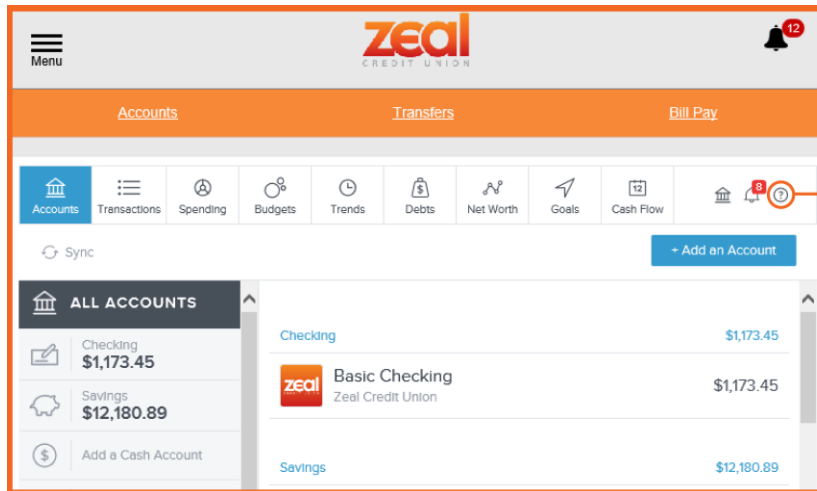 Menu
zeal
CREDIT UNION
12
Accounts
Transfers
Bill Pay
Accounts
Transactions
Spending
Budgets
Trends
$
Debts
Net Worth
Goals
12
Cash Flow
8
?
Sync
+ Add an Account
ALL ACCOUNTS
Checking
$1,173.45
Savings
$12,180.89
$
Add a Cash Account
Checking
$1,173.45
zeal
CREDIT UNION
Basic Checking
Zeal Credit Union
$1,173.45
Savings
$12,180.89